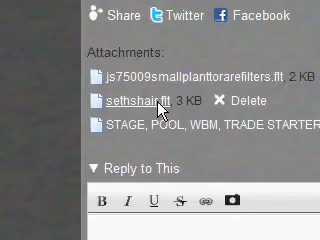 Share Twitter Facebook
Attachments:
js75009smallplanttorarefilters.flt, 2 KB
sethshair.flt, 3 KB Delete
STAGE, POOL, WBM, TRADE STARTER
Reply to This
B I U S